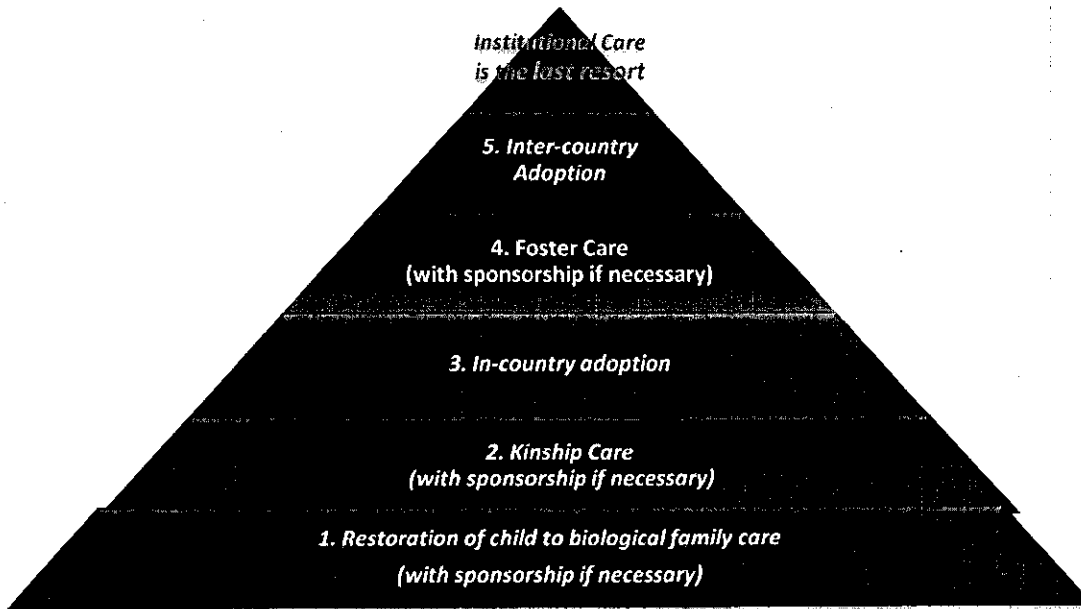 Institutional Care
is the last resort
5. Inter-country
Adoption
4. Foster Care
(with sponsorship if necessary)
3. In-country adoption
2. Kinship Care
(with sponsorship if necessary)
1. Restoration of child to biological family care
(with sponsorship if necessary)